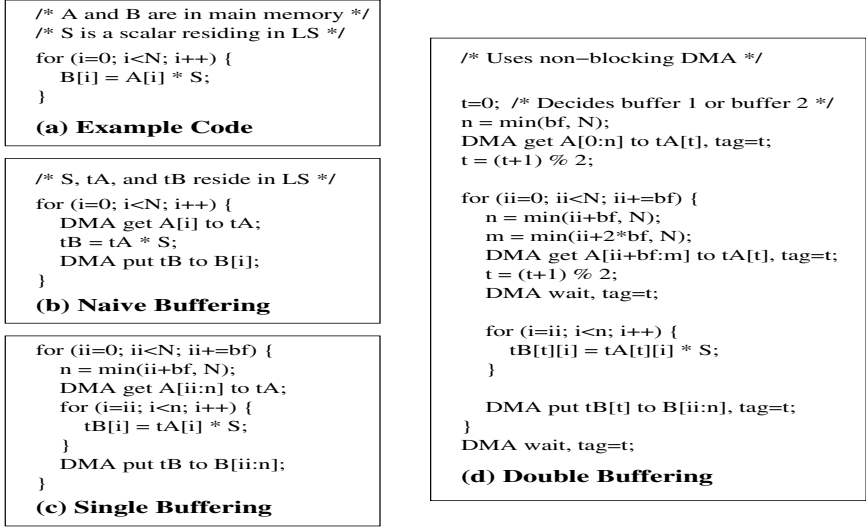 /* A and B are in main memory */
/* S is a scalar residing in LS */
for (i=0; i<N; i++) {
B[i] = A[i] * S;
}
(a) Example Code
/* S, tA, and tB reside in LS */
for (i=0; i<N; i++) {
DMA get A[i] to tA;
tB = tA * S;
DMA put tB to B[i];
}
(b) Naive Buffering
for (ii=0; ii<N; ii+=bf) {
n = min(ii+bf, N);
DMA get A[ii:n] to tA;
for (i=ii; i<n; i++) {
tB[i] = tA[i] * S;
}
DMA put tB to B[ii:n];
}
(c) Single Buffering
/* Uses non−blocking DMA */
t=0; /* Decides buffer 1 or buffer 2 */
n = min(bf, N);
DMA get A[0:n] to tA[t], tag=t;
t = (t+1) % 2;
for (ii=0; ii<N; ii+=bf) {
n = min(ii+bf, N);
m = min(ii+2*bf, N);
DMA get A[ii+bf:m] to tA[t], tag=t;
t = (t+1) % 2;
DMA wait, tag=t;
for (i=ii; i<n; i++) {
tB[t][i] = tA[t][i] * S;
}
DMA put tB[t] to B[ii:n], tag=t;
}
DMA wait, tag=t;
(d) Double Buffering